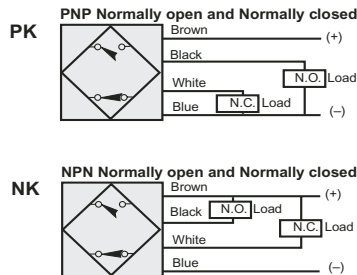 PNP Normally open and Normally closed
PK
Brown
(+)
Black
N.O. Load
White
N.C. Load
Blue
(–)
NPN Normally open and Normally closed
NK
Brown
(+)
Black
N.O. Load
N.C. Load
White
Blue
(–)